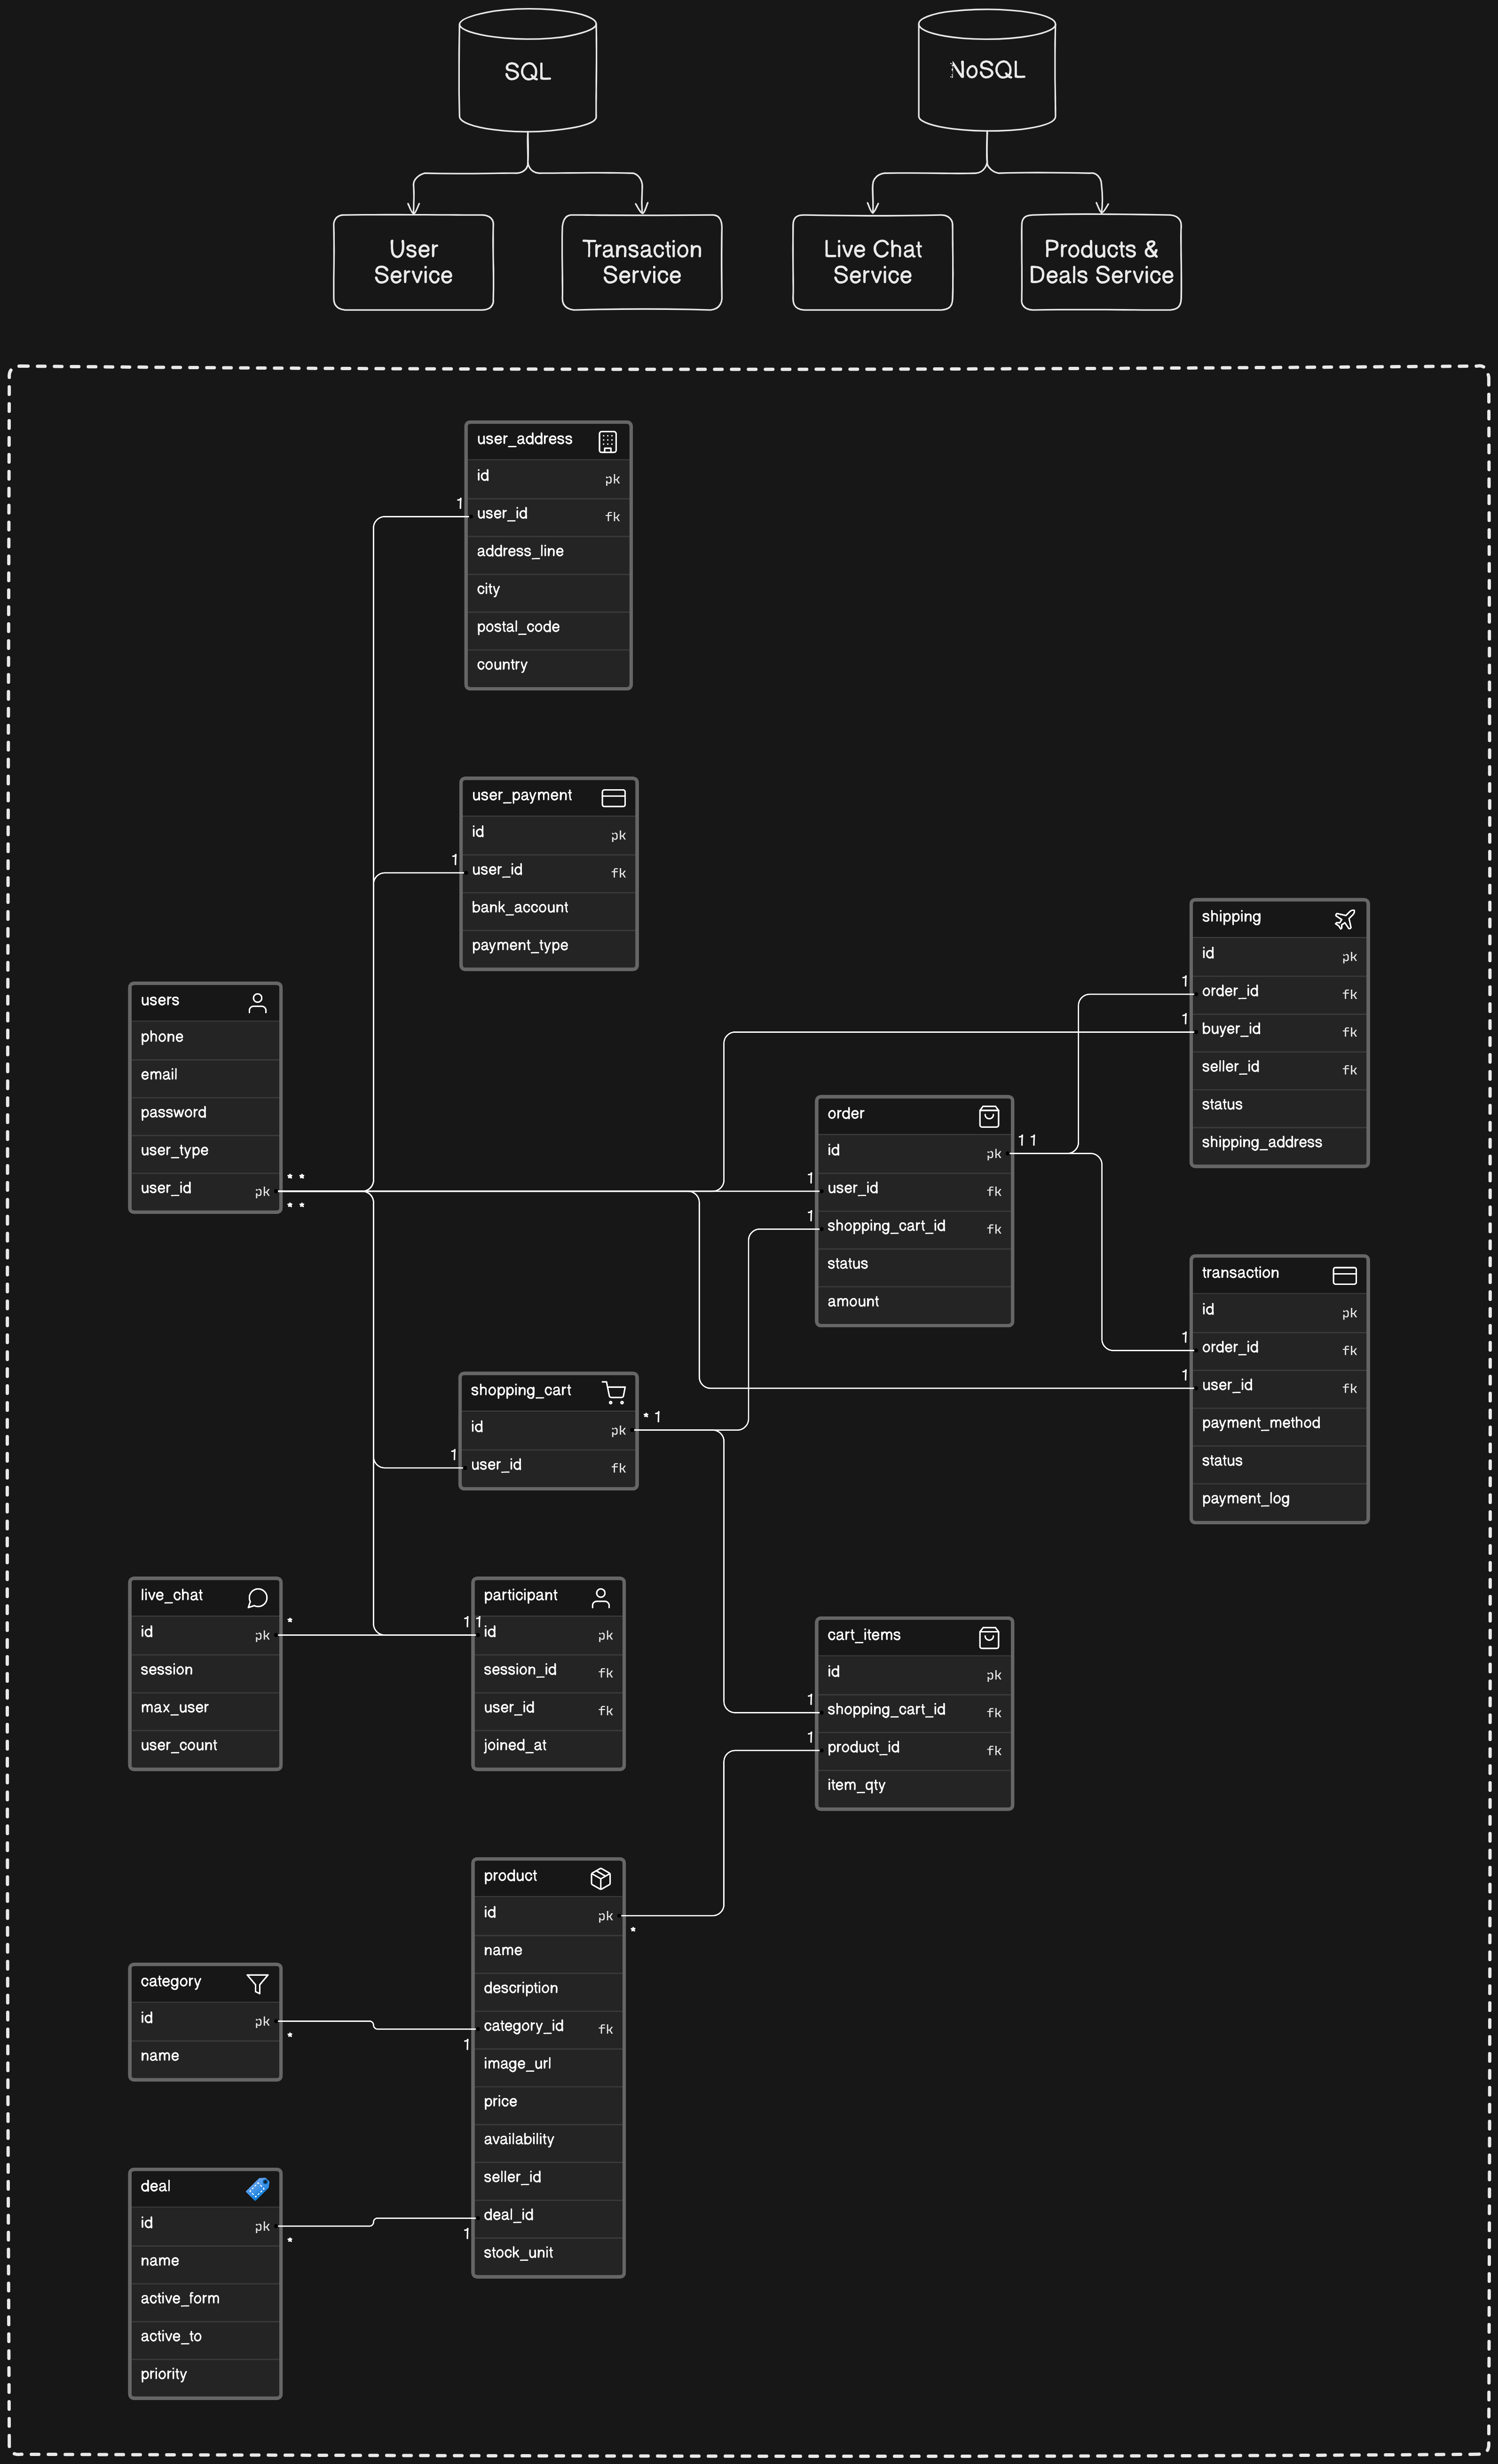 SQL
NoSQL
User
Service
Transaction
Service
Live Chat
Service
Products &
Deals Service
user_address
id pk
1
user_id fk
address_line
city
postal_code
country
user_payment
id pk
1
user_id fk
bank_account
payment_type
users
phone
email
password
user_type
user_id pk
* *
* *
shipping
id pk
1
order_id fk
1
buyer_id fk
seller_id fk
status
shipping_address
order
id pk
1 1
1
user_id fk
1
shopping_cart_id fk
status
amount
transaction
id pk
1
order_id fk
1
user_id fk
payment_method
status
payment_log
shopping_cart
id pk
* 1
1
user_id fk
live_chat
id pk
*
session
max_user
user_count
participant
1 1
id pk
session_id fk
user_id fk
joined_at
cart_items
id pk
1
shopping_cart_id fk
1
product_id fk
item_qty
product
id pk
*
name
description
category_id fk
1
image_url
price
availability
seller_id
deal_id
1
stock_unit
category
id pk
*
name
deal
id pk
*
name
active_form
active_to
priority